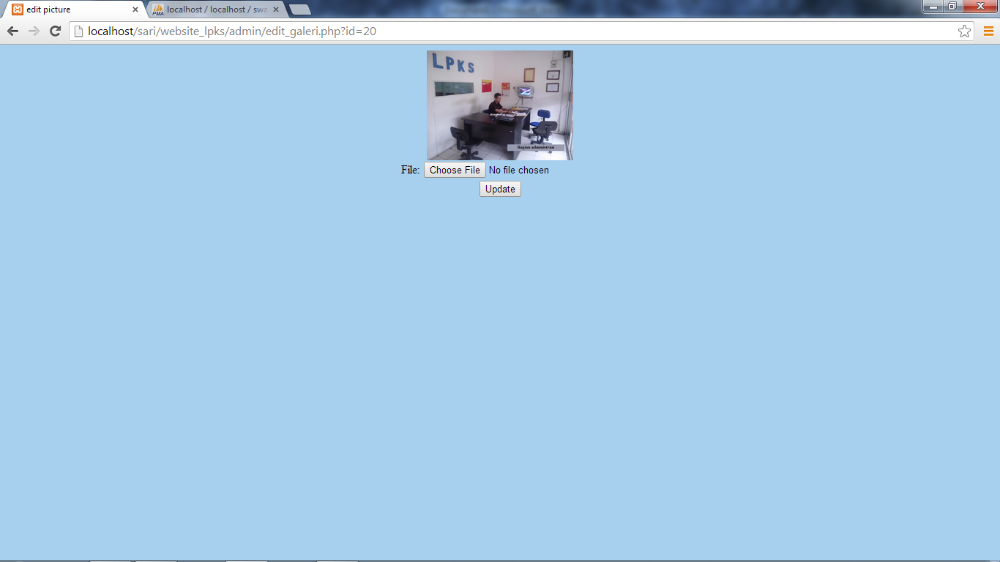 edit picture
localhost / localhost / swa
localhost/sari/website_lpks/admin/edit_galeri.php?id=20
LPKS
Bagian administrasi
File: Choose File No file chosen
Update